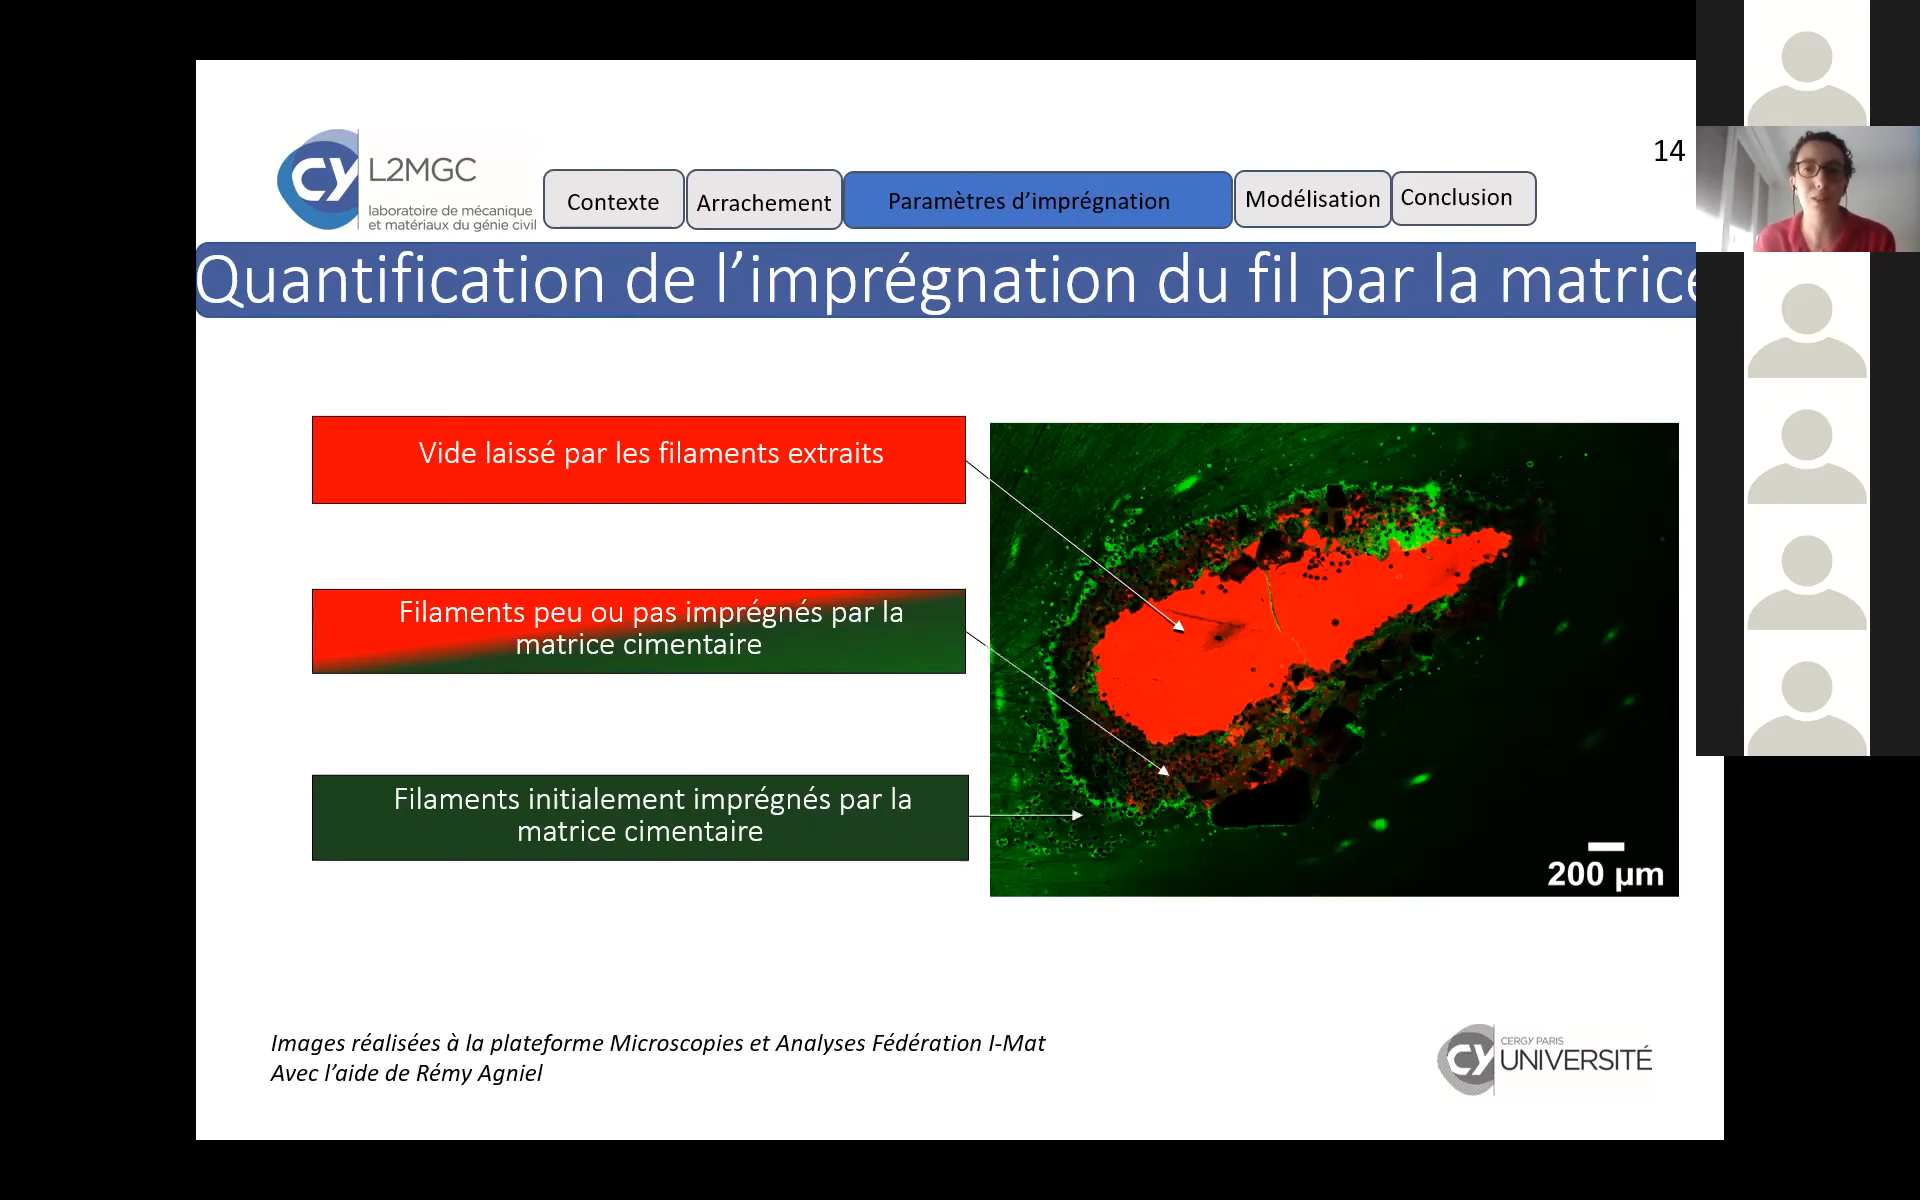 CY L2MGC
laboratoire de mécanique
et matériaux du génie civil
Contexte
Arrachement
Paramètres d’imprégnation
Modélisation
Conclusion
14
Quantification de l’imprégnation du fil par la matrice
Vide laissé par les filaments extraits
Filaments peu ou pas imprégnés par la
matrice cimentaire
Filaments initialement imprégnés par la
matrice cimentaire
200 µm
Images réalisées à la plateforme Microscopies et Analyses Fédération I-Mat
Avec l’aide de Rémy Agniel
CY CERGY PARIS
UNIVERSITÉ